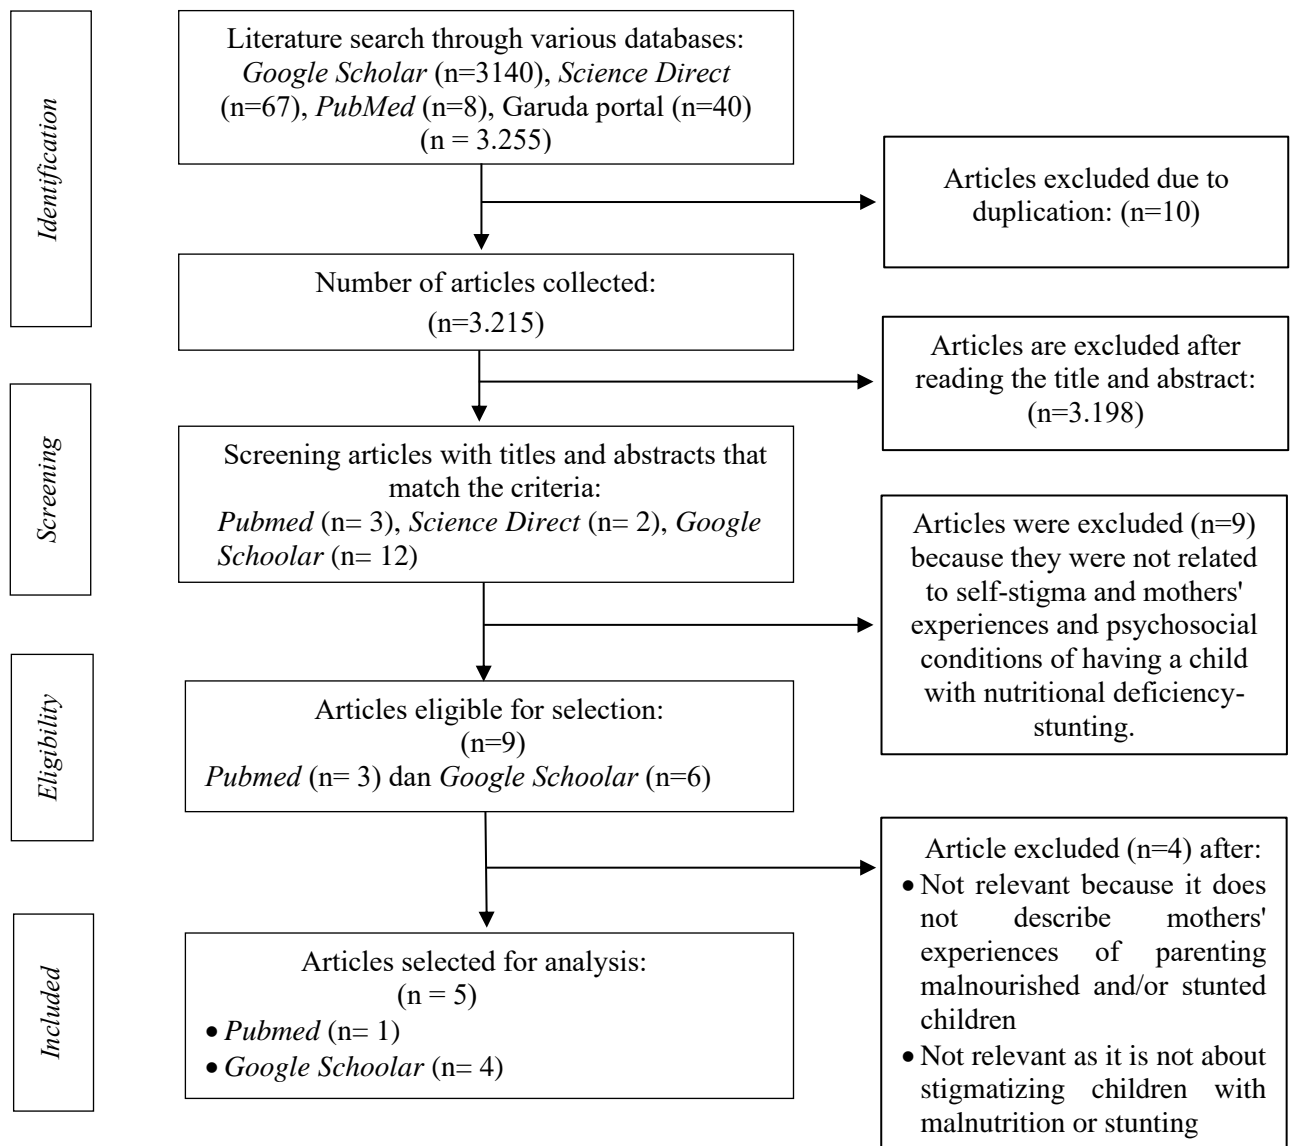 Identification
Literature search through various databases:
Google Scholar (n=3140), Science Direct
(n=67), PubMed (n=8), Garuda portal (n=40)
(n = 3.255)
Articles excluded due to
duplication: (n=10)
Number of articles collected:
(n=3.215)
Articles are excluded after
reading the title and abstract:
(n=3.198)
Screening
Screening articles with titles and abstracts that
match the criteria:
Pubmed (n= 3), Science Direct (n= 2), Google
Schoolar (n= 12)
Articles were excluded (n=9)
because they were not related
to self-stigma and mothers'
experiences and psychosocial
conditions of having a child
with nutritional deficiency-
stunting.
Eligibility
Articles eligible for selection:
(n=9)
Pubmed (n= 3) dan Google Schoolar (n=6)
Article excluded (n=4) after:
• Not relevant because it does
not describe mothers'
experiences of parenting
malnourished and/or stunted
children
• Not relevant as it is not about
stigmatizing children with
malnutrition or stunting
Included
Articles selected for analysis:
(n = 5)
• Pubmed (n= 1)
• Google Schoolar (n= 4)